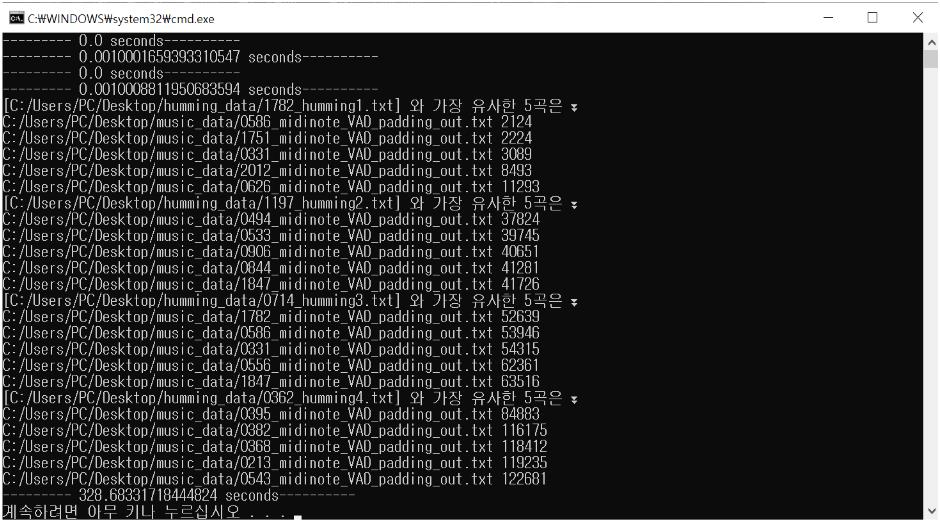 C:₩WINDOWS₩system32₩cmd.exe
--------- 0.0 seconds----------
--------- 0.0010001659393310547 seconds----------
--------- 0.0 seconds----------
--------- 0.0010008811950683594 seconds----------
[C:/Users/PC/Desktop/humming_data/1782_humming1.txt] 와 가장 유사한 5곡은 ⏬
C:/Users/PC/Desktop/music_data/0586_midinote_VAD_padding_out.txt 2124
C:/Users/PC/Desktop/music_data/1751_midinote_VAD_padding_out.txt 2224
C:/Users/PC/Desktop/music_data/0331_midinote_VAD_padding_out.txt 3089
C:/Users/PC/Desktop/music_data/2012_midinote_VAD_padding_out.txt 8493
C:/Users/PC/Desktop/music_data/0626_midinote_VAD_padding_out.txt 11293
[C:/Users/PC/Desktop/humming_data/1197_humming2.txt] 와 가장 유사한 5곡은 ⏬
C:/Users/PC/Desktop/music_data/0494_midinote_VAD_padding_out.txt 37824
C:/Users/PC/Desktop/music_data/0533_midinote_VAD_padding_out.txt 39745
C:/Users/PC/Desktop/music_data/0906_midinote_VAD_padding_out.txt 40651
C:/Users/PC/Desktop/music_data/0844_midinote_VAD_padding_out.txt 41281
C:/Users/PC/Desktop/music_data/1847_midinote_VAD_padding_out.txt 41726
[C:/Users/PC/Desktop/humming_data/0714_humming3.txt] 와 가장 유사한 5곡은 ⏬
C:/Users/PC/Desktop/music_data/1782_midinote_VAD_padding_out.txt 52639
C:/Users/PC/Desktop/music_data/0586_midinote_VAD_padding_out.txt 53946
C:/Users/PC/Desktop/music_data/0331_midinote_VAD_padding_out.txt 54315
C:/Users/PC/Desktop/music_data/0556_midinote_VAD_padding_out.txt 62361
C:/Users/PC/Desktop/music_data/1847_midinote_VAD_padding_out.txt 63516
[C:/Users/PC/Desktop/humming_data/0362_humming4.txt] 와 가장 유사한 5곡은 ⏬
C:/Users/PC/Desktop/music_data/0395_midinote_VAD_padding_out.txt 84883
C:/Users/PC/Desktop/music_data/0382_midinote_VAD_padding_out.txt 116175
C:/Users/PC/Desktop/music_data/0368_midinote_VAD_padding_out.txt 118412
C:/Users/PC/Desktop/music_data/0213_midinote_VAD_padding_out.txt 119235
C:/Users/PC/Desktop/music_data/0543_midinote_VAD_padding_out.txt 122681
--------- 328.68331718444824 seconds----------
계속하려면 아무 키나 누르십시오 . . .